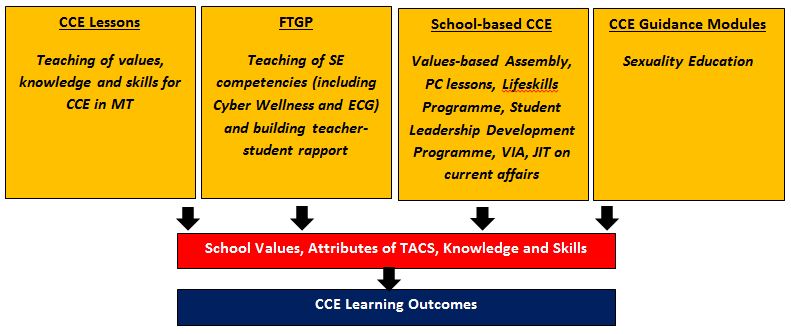 CCE Lessons
Teaching of values,
knowledge and skills for
CCE in MT
FTGP
Teaching of SE
competencies (including
Cyber Wellness and ECG)
and building teacher-
student rapport
School-based CCE
Values-based Assembly,
PC lessons, Lifeskills
Programme, Student
Leadership Development
Programme, VIA, JIT on
current affairs
CCE Guidance Modules
Sexuality Education
School Values, Attributes of TACS, Knowledge and Skills
CCE Learning Outcomes